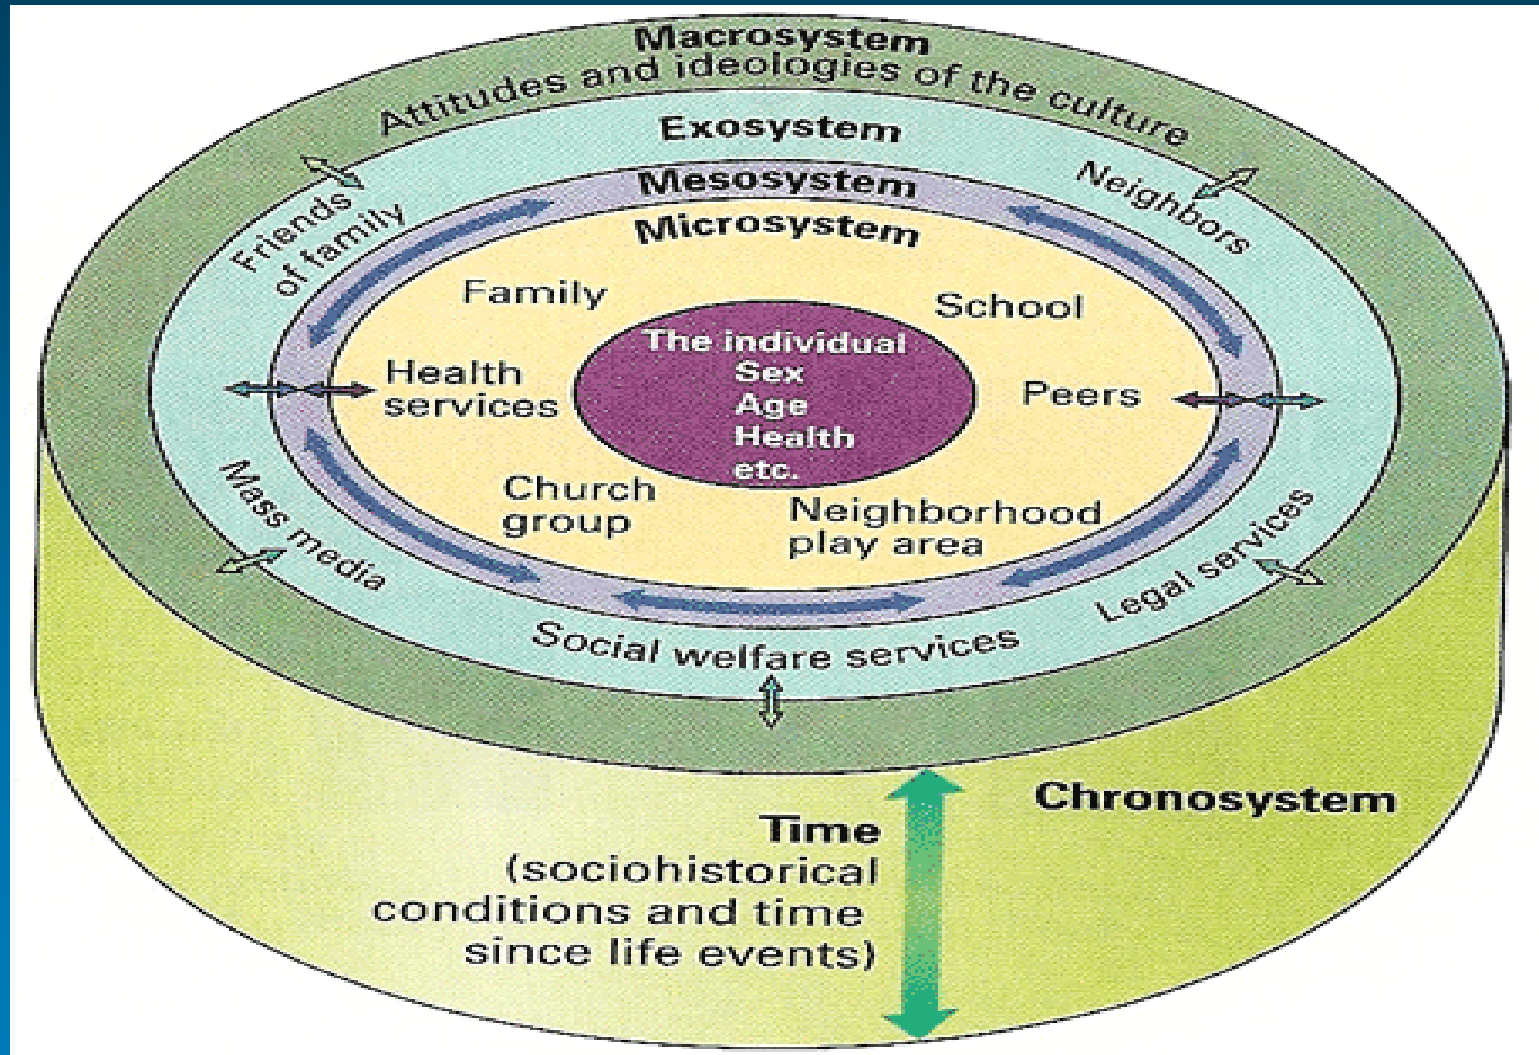 Macrosystem
Attitudes and ideologies of the culture
Exosystem
Mesosystem
Microsystem
Friends
of family
Neighbors
Family
School
The individual
Sex
Age
Health
etc.
Health
services
Peers
Church
group
Neighborhood
play area
Mass media
Legal services
Social welfare services
Chronosystem
Time
(sociohistorical
conditions and time
since life events)